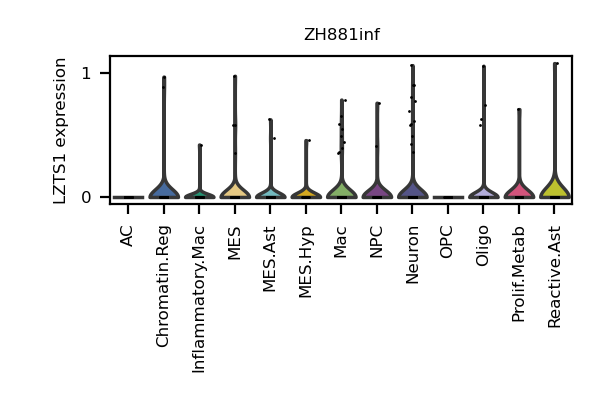 ZH881inf
LZTS1 expression
1
0
AC
Chromatin.Reg
Inflammatory.Mac
MES
MES.Ast
MES.Hyp
Mac
NPC
Neuron
OPC
Oligo
Prolif.Metab
Reactive.Ast